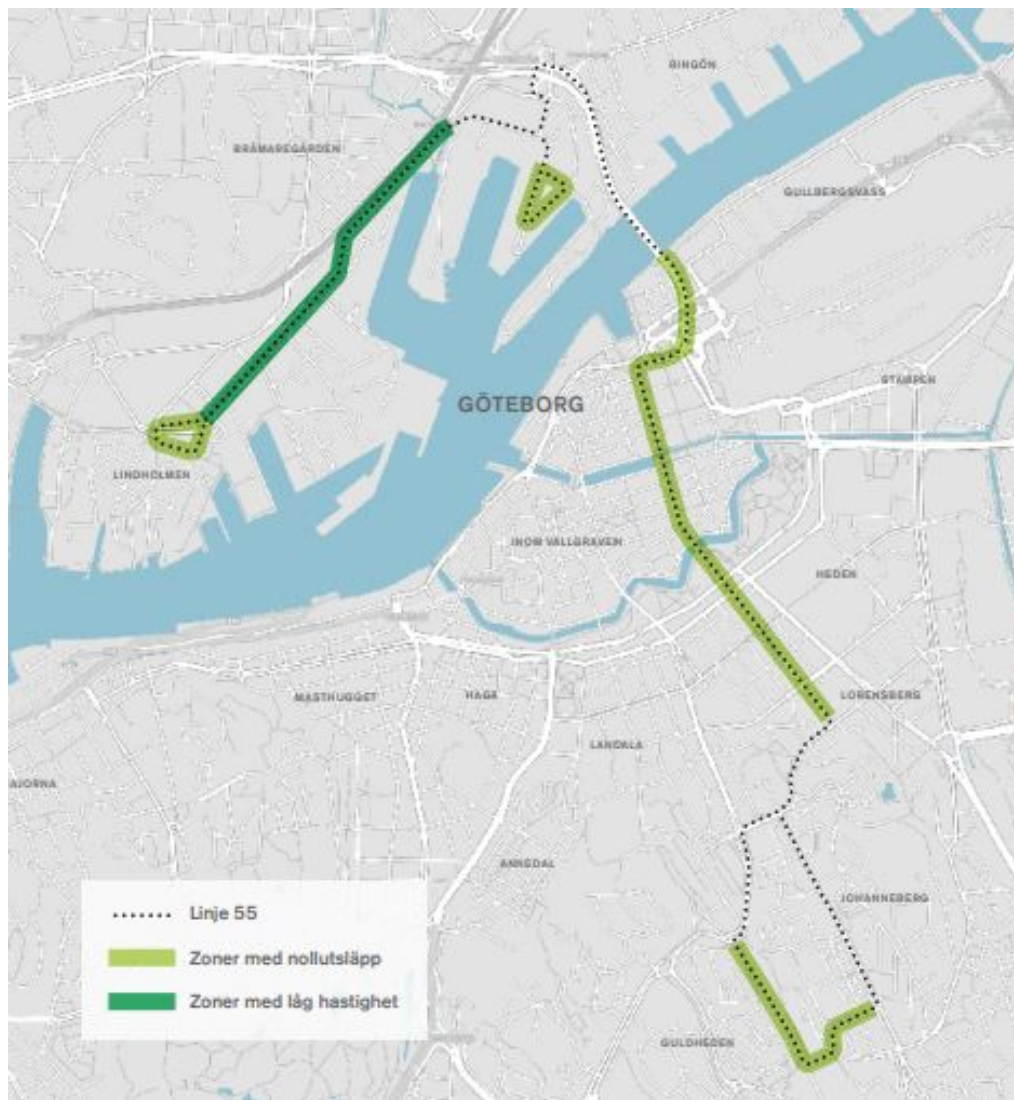 RINGÖN
BRÄMAREGÅRDEN
GULLBERGSVASS
STAMPEN
GÖTEBORG
LINDHOLMEN
INOM VALLGRAVEN
HEDEN
MASTHUGGET
HAGA
LORENSBERG
LANDALA
AJORNA
ANNEDAL
JOHANNEBERG
GULDHEDEN
Linje 55
Zoner med nollutsläpp
Zoner med låg hastighet